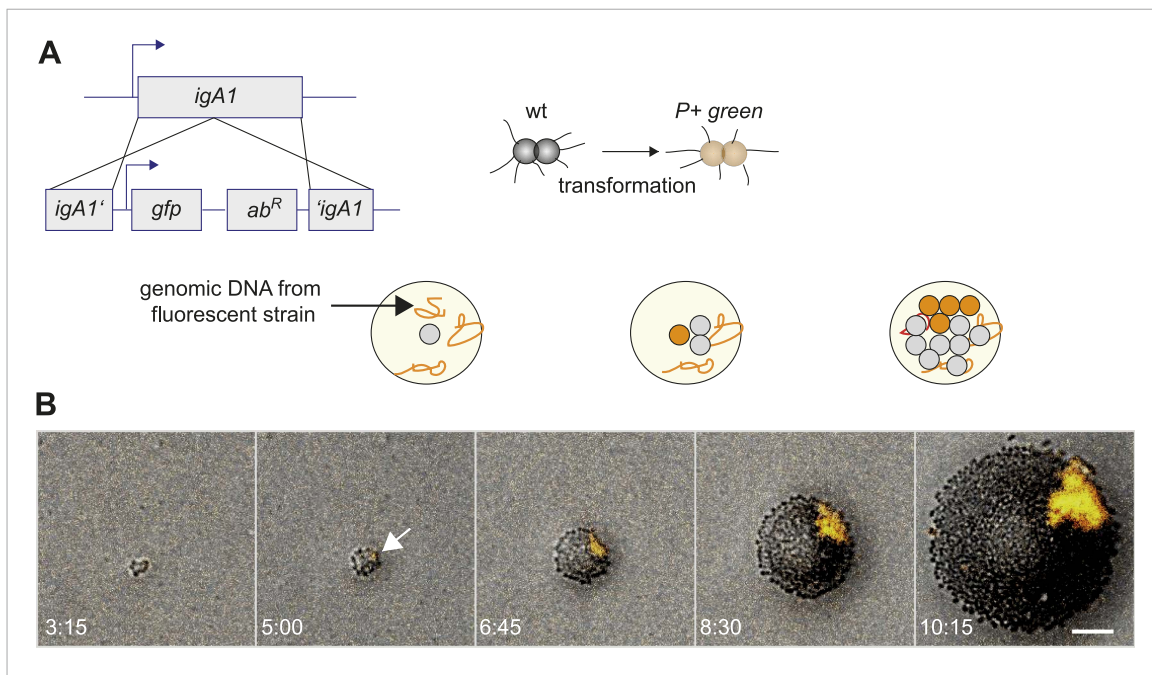 A
igA1
igA1‘
gfp
abR
‘igA1
wt
P+ green
transformation
genomic DNA from
fluorescent strain
B
3:15
5:00
6:45
8:30
10:15